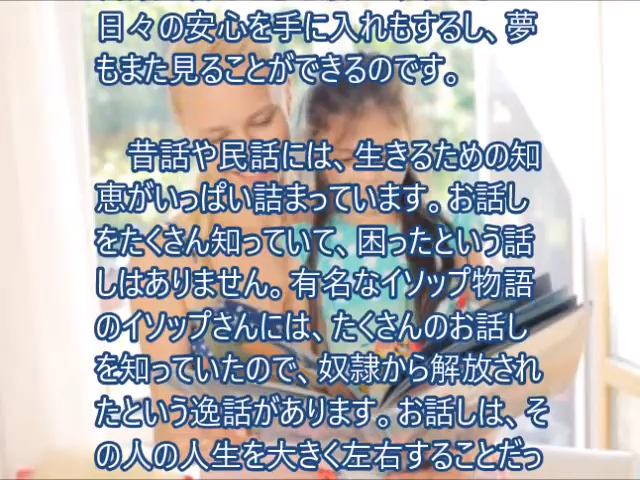 日々の安心を手に入れもするし、夢
もまた見ることができるのです。
昔話や民話には、生きるための知
恵がいっぱい詰まっています。お話し
をたくさん知っていて、困ったという話
しはありません。有名なイソップ物語
のイソップさんには、たくさんのお話し
を知っていたので、奴隷から解放され
たという逸話があります。お話しは、そ
の人の人生を大きく左右することだっ